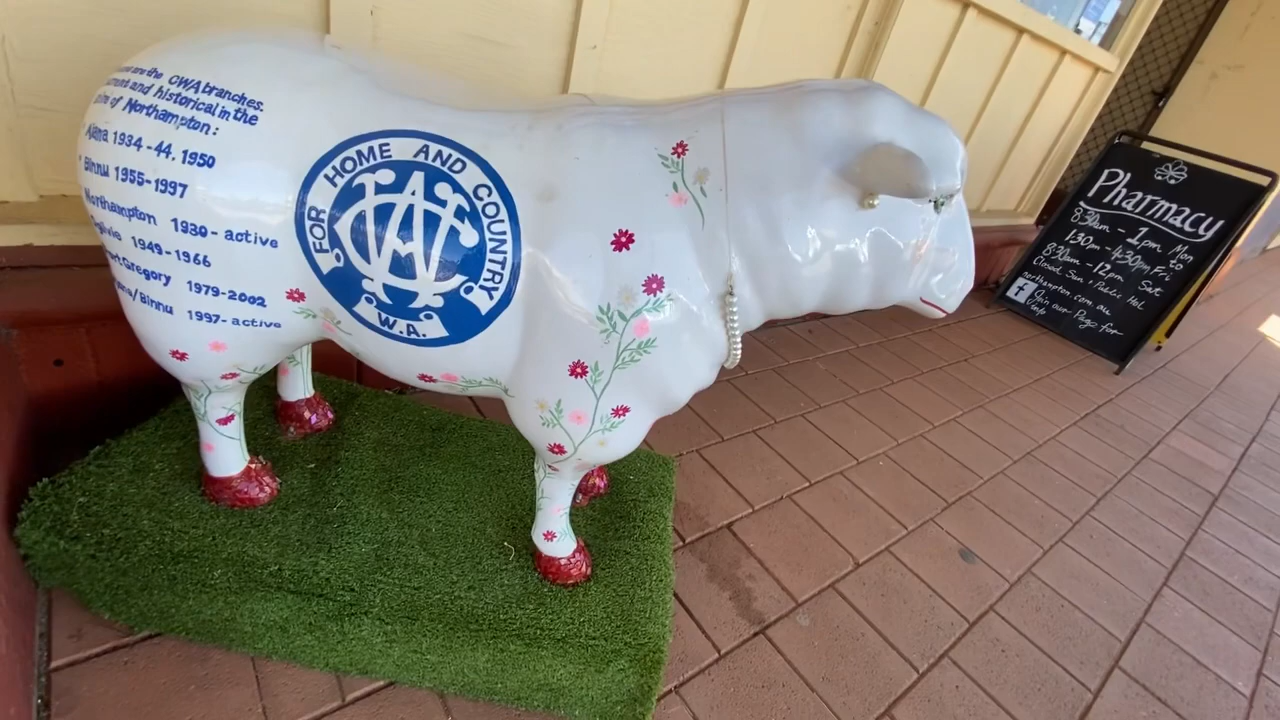 are the CWA branches.
and historical in the
of Northampton:
Ajana 1934-44, 1950
Binnu 1955-1997
Northampton 1930-active
Ogilvie 1949-1966
Port Gregory 1979-2002
/Binnu 1997-active
FOR HOME AND COUNTRY
CWA
W.A.
Pharmacy
8:30am - 1pm Mon
to
1:30pm - 4:30pm Fri
8:30am - 12pm Sat
Closed Sun + Public Hol
northampton.com.au
f Join our Page for
info